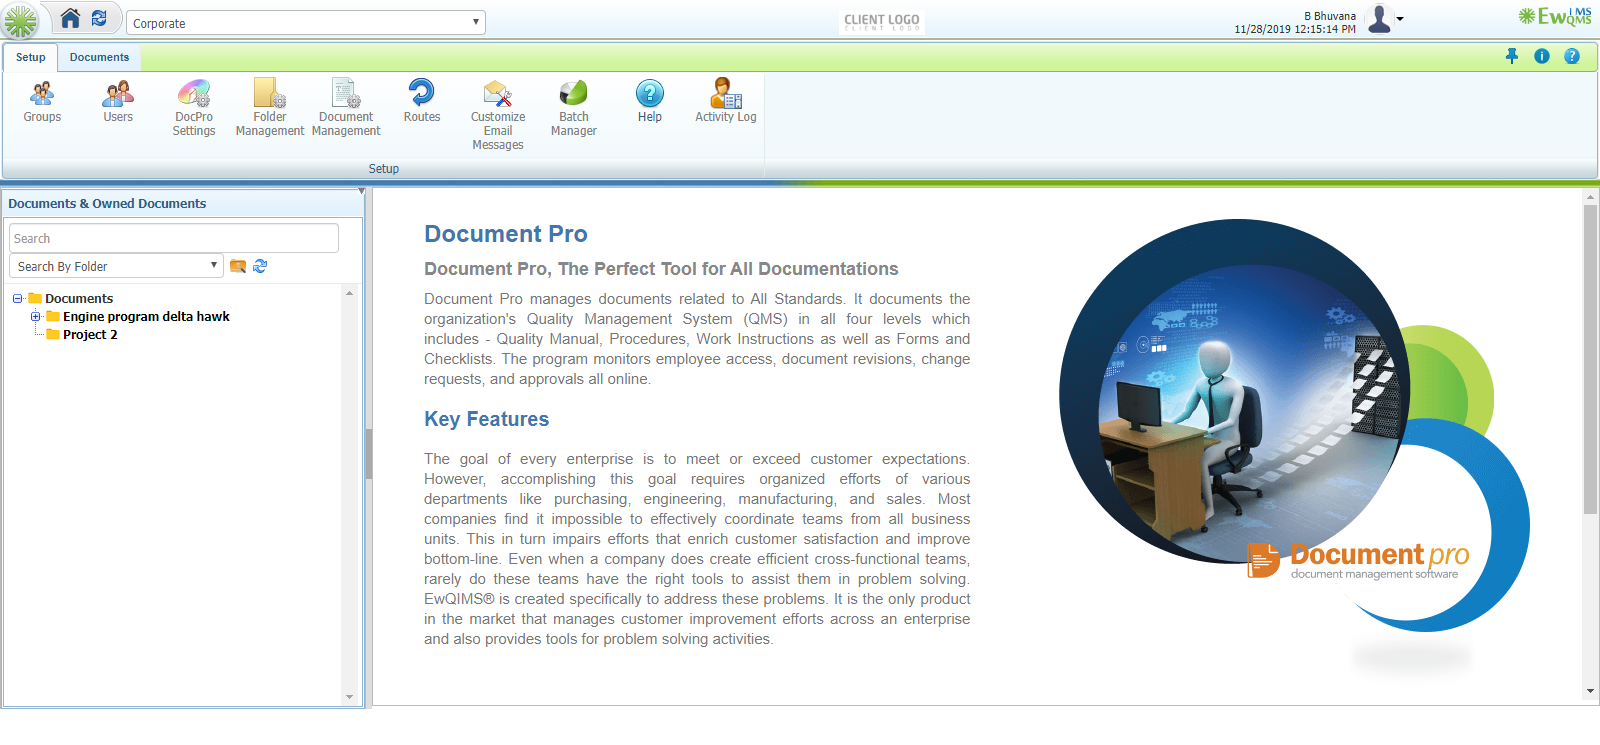 Corporate
CLIENT LOGO
CLIENT LOGO
B Bhuvana
11/28/2019 12:15:14 PM
EwQIMS
QMS
Setup
Documents
Groups
Users
DocPro
Settings
Folder
Management
Document
Management
Routes
Customize
Email
Messages
Batch
Manager
Help
Activity Log
Setup
Documents & Owned Documents
Search
Search By Folder
Documents
Engine program delta hawk
Project 2
Document Pro
Document Pro, The Perfect Tool for All Documentations
Document Pro manages documents related to All Standards. It documents the
organization's Quality Management System (QMS) in all four levels which
includes - Quality Manual, Procedures, Work Instructions as well as Forms and
Checklists. The program monitors employee access, document revisions, change
requests, and approvals all online.
Key Features
The goal of every enterprise is to meet or exceed customer expectations.
However, accomplishing this goal requires organized efforts of various
departments like purchasing, engineering, manufacturing, and sales. Most
companies find it impossible to effectively coordinate teams from all business
units. This in turn impairs efforts that enrich customer satisfaction and improve
bottom-line. Even when a company does create efficient cross-functional teams,
rarely do these teams have the right tools to assist them in problem solving.
EwQIMS® is created specifically to address these problems. It is the only product
in the market that manages customer improvement efforts across an enterprise
and also provides tools for problem solving activities.
Document pro
document management software